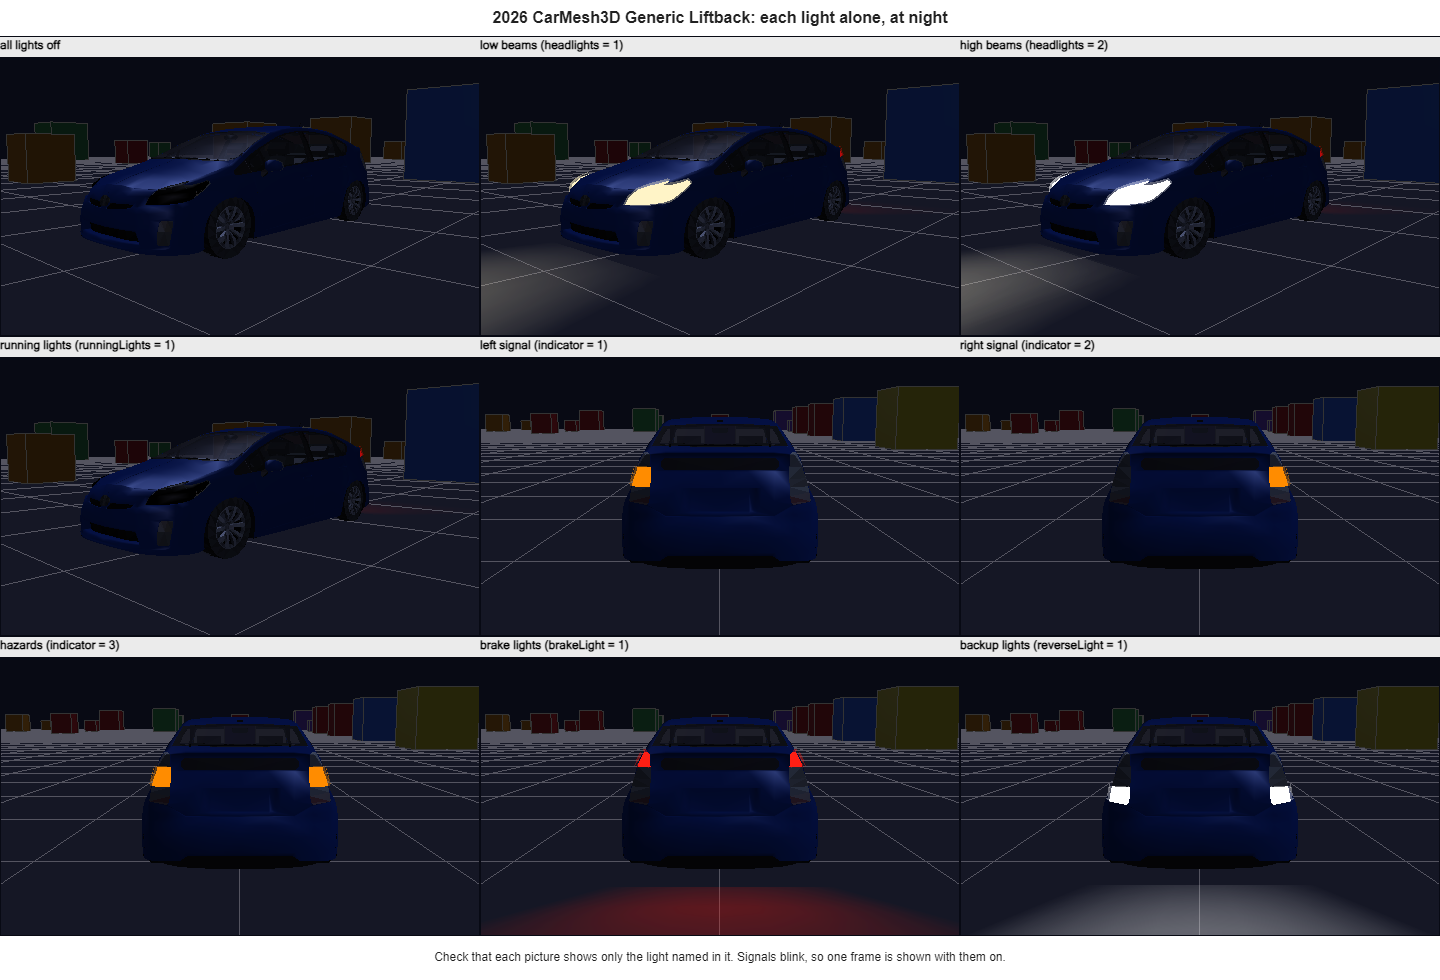 2026 CarMesh3D Generic Liftback: each light alone, at night
all lights off
low beams (headlights = 1)
high beams (headlights = 2)
running lights (runningLights = 1)
left signal (indicator = 1)
right signal (indicator = 2)
hazards (indicator = 3)
brake lights (brakeLight = 1)
backup lights (reverseLight = 1)
Check that each picture shows only the light named in it. Signals blink, so one frame is shown with them on.